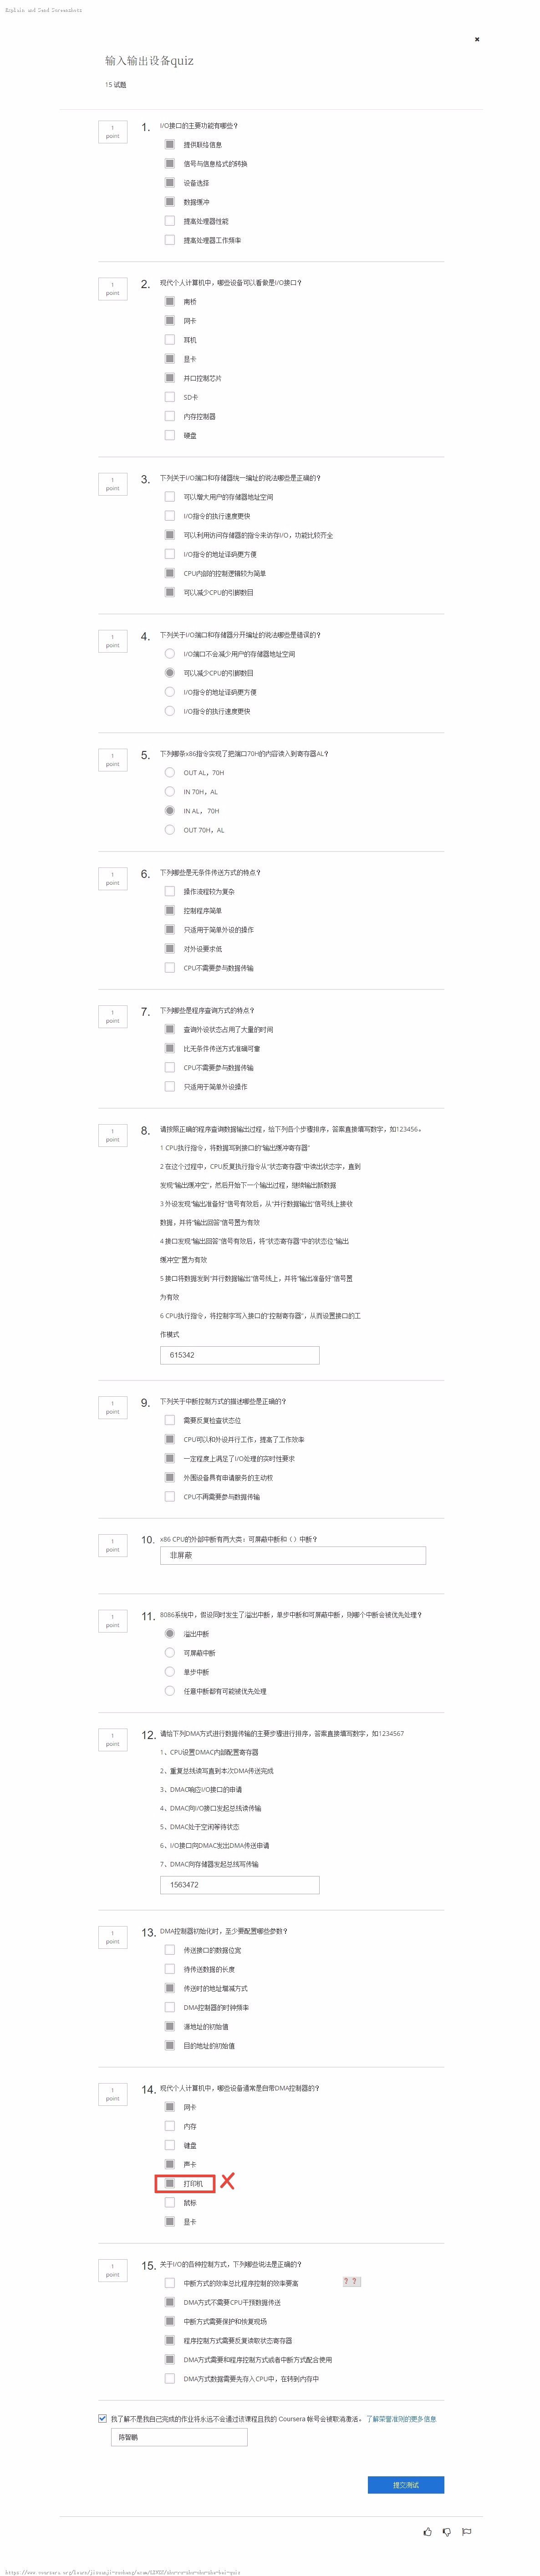 Explain and Send Screenshots
输入输出设备quiz
15 试题
1 point
1. I/O接口的主要功能有哪些？
提供联络信息
信号与信息格式的转换
设备选择
数据缓冲
提高处理器性能
提高处理器工作频率
1 point
2. 现代个人计算机中，哪些设备可以看做是I/O接口？
南桥
网卡
耳机
显卡
并口控制芯片
SD卡
内存控制器
硬盘
1 point
3. 下列关于I/O端口和存储器统一编址的说法哪些是正确的？
可以增大用户的存储器地址空间
I/O指令的执行速度更快
可以利用访问存储器的指令来访存I/O，功能比较齐全
I/O指令的地址译码更方便
CPU内部的控制逻辑较为简单
可以减少CPU的引脚数目
1 point
4. 下列关于I/O端口和存储器分开编址的说法哪些是错误的？
I/O端口不会减少用户的存储器地址空间
可以减少CPU的引脚数目
I/O指令的地址译码更方便
I/O指令的执行速度更快
1 point
5. 下列哪条x86指令实现了把端口70H的内容读入到寄存器AL？
OUT AL，70H
IN 70H，AL
IN AL， 70H
OUT 70H，AL
1 point
6. 下列哪些是无条件传送方式的特点？
操作流程较为复杂
控制程序简单
只适用于简单外设的操作
对外设要求低
CPU不需要参与数据传输
1 point
7. 下列哪些是程序查询方式的特点？
查询外设状态占用了大量的时间
比无条件传送方式准确可靠
CPU不需要参与数据传输
只适用于简单外设操作
1 point
8. 请按照正确的程序查询数据输出过程，给下列各个步骤排序，答案直接填写数字，如123456。
1 CPU执行指令，将数据写到接口的“输出缓冲寄存器”
2 在这个过程中，CPU反复执行指令从“状态寄存器”中读出状态字，直到
发现“输出缓冲空”，然后开始下一个输出过程，继续输出新数据
3 外设发现“输出准备好”信号有效后，从“并行数据输出”信号线上接收
数据，并将“输出回答”信号置为有效
4 接口发现“输出回答”信号有效后，将“状态寄存器”中的状态位“输出
缓冲空”置为有效
5 接口将数据发到“并行数据输出”信号线上，并将“输出准备好”信号置
为有效
6 CPU执行指令，将控制字写入接口的“控制寄存器”，从而设置接口的工
作模式
615342
1 point
9. 下列关于中断控制方式的描述哪些是正确的？
需要反复检查状态位
CPU可以和外设并行工作，提高了工作效率
一定程度上满足了I/O处理的实时性要求
外围设备具有申请服务的主动权
CPU不再需要参与数据传输
1 point
10. x86 CPU的外部中断有两大类：可屏蔽中断和（）中断？
非屏蔽
1 point
11. 8086系统中，假设同时发生了溢出中断，单步中断和可屏蔽中断，则哪个中断会被优先处理？
溢出中断
可屏蔽中断
单步中断
任意中断都有可能被优先处理
1 point
12. 请给下列DMA方式进行数据传输的主要步骤进行排序，答案直接填写数字，如1234567
1、CPU设置DMAC内部配置寄存器
2、重复总线读写直到本次DMA传送完成
3、DMAC响应I/O接口的申请
4、DMAC向I/O接口发起总线读传输
5、DMAC处于空闲等待状态
6、I/O接口向DMAC发出DMA传送申请
7、DMAC向存储器发起总线写传输
1563472
1 point
13. DMA控制器初始化时，至少要配置哪些参数？
传送接口的数据位宽
待传送数据的长度
传送时的地址增减方式
DMA控制器的时钟频率
源地址的初始值
目的地址的初始值
1 point
14. 现代个人计算机中，哪些设备通常是自带DMA控制器的？
网卡
内存
键盘
声卡
打印机
鼠标
显卡
1 point
15. 关于I/O的各种控制方式，下列哪些说法是正确的？
中断方式的效率总比程序控制的效率要高 ？？
DMA方式不需要CPU干预数据传送
中断方式需要保护和恢复现场
程序控制方式需要反复读取状态寄存器
DMA方式需要和程序控制方式或者中断方式配合使用
DMA方式数据需要先存入CPU中，在转到内存中
我了解不是我自己完成的作业将永远不会通过该课程且我的 Coursera 帐号会被取消激活。 了解荣誉准则的更多信息
陈智鹏
提交测试